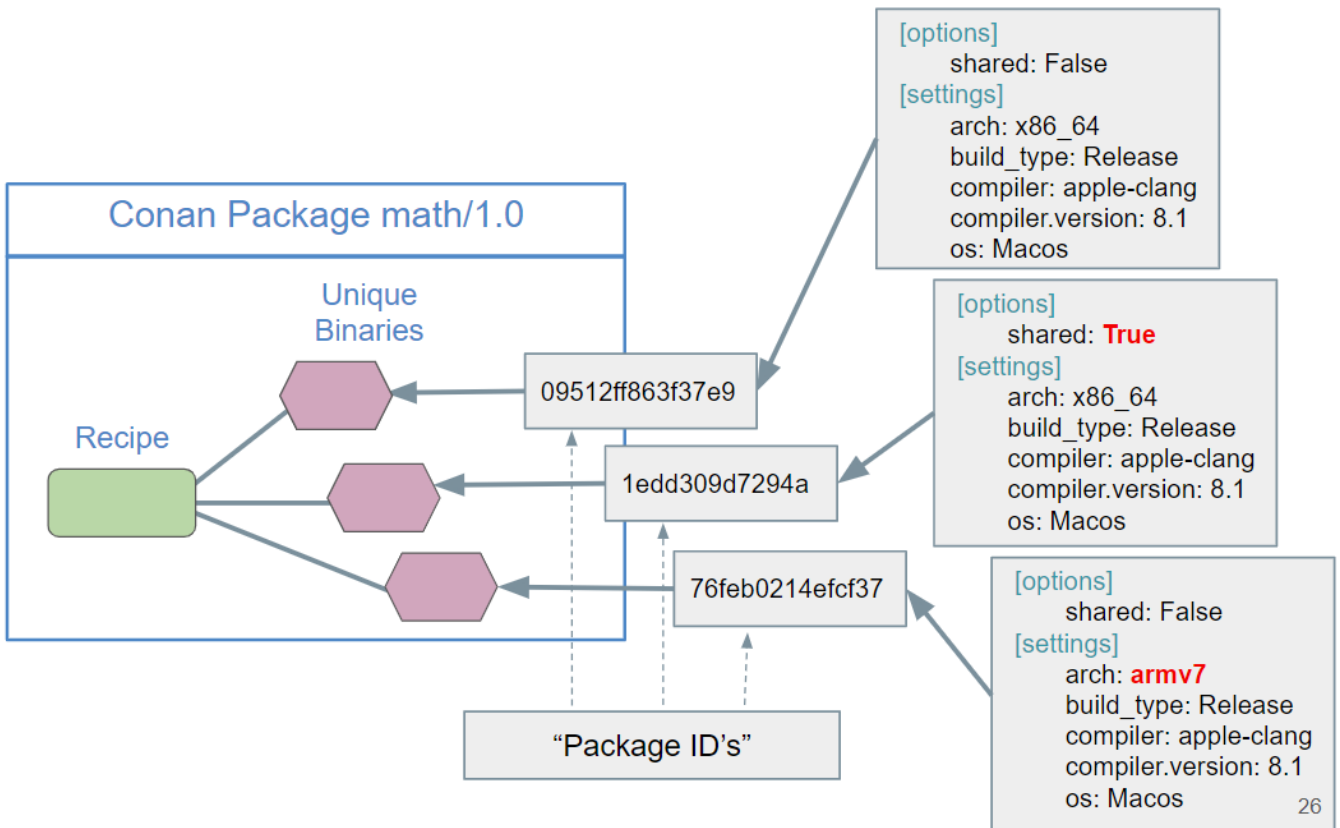 [options]
shared: False
[settings]
arch: x86_64
build_type: Release
compiler: apple-clang
compiler.version: 8.1
os: Macos
Conan Package math/1.0
Unique
Binaries
Recipe
09512ff863f37e9
1edd309d7294a
76feb0214efcf37
“Package ID’s”
[options]
shared: True
[settings]
arch: x86_64
build_type: Release
compiler: apple-clang
compiler.version: 8.1
os: Macos
[options]
shared: False
[settings]
arch: armv7
build_type: Release
compiler: apple-clang
compiler.version: 8.1
os: Macos
26